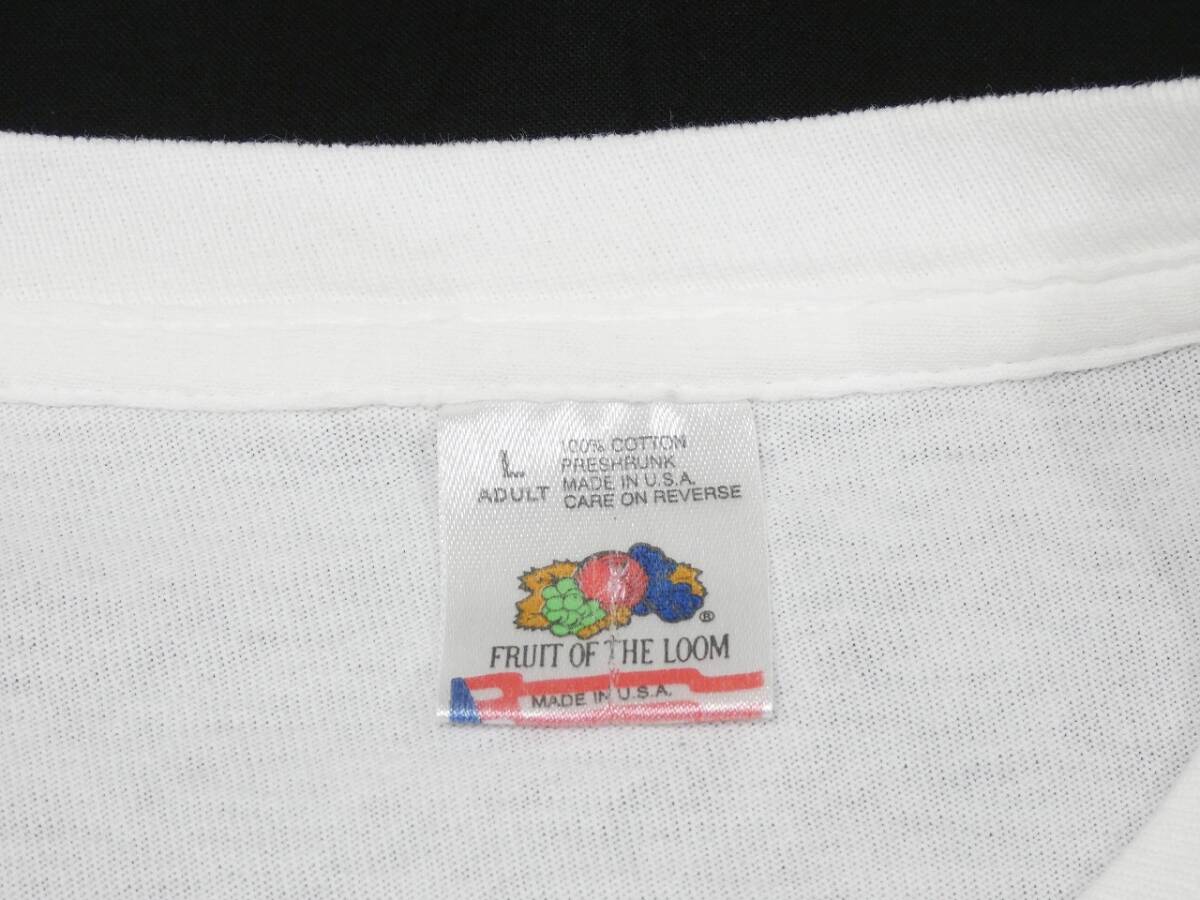 L
ADULT
100% COTTON
PRESHRUNK
MADE IN U.S.A.
CARE ON REVERSE
®
FRUIT OF THE LOOM
MADE IN U.S.A.